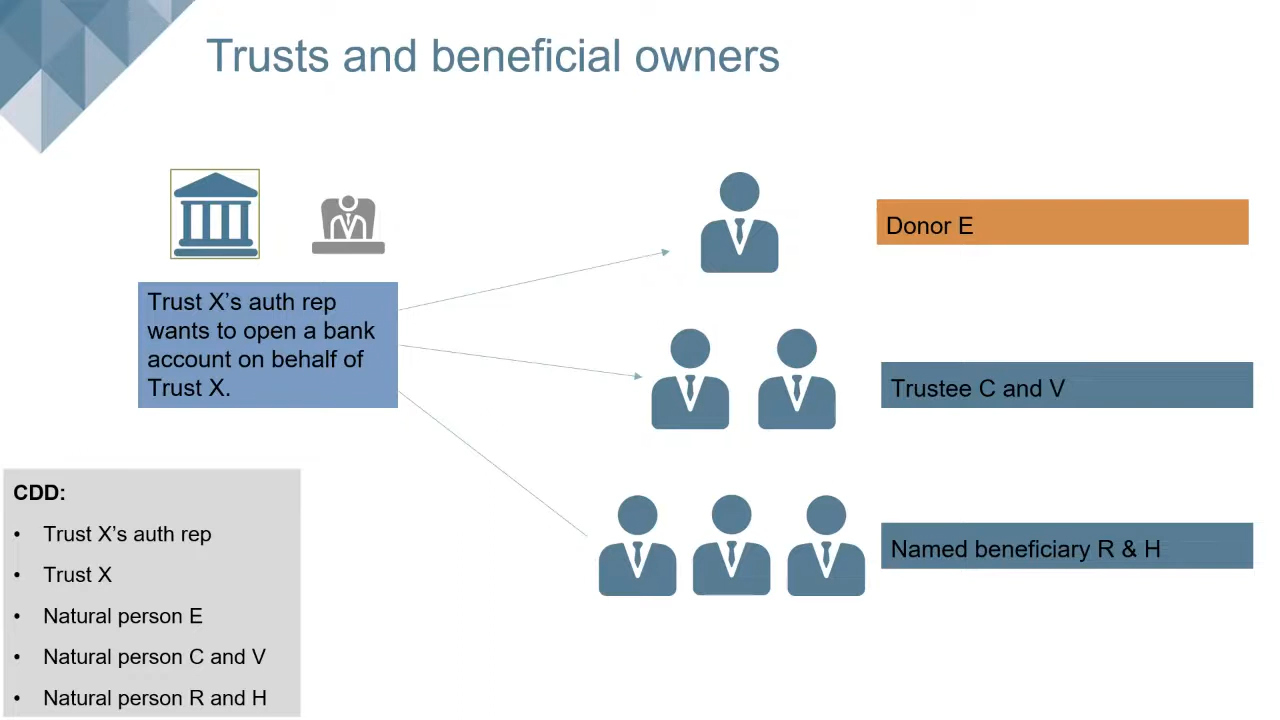 Trusts and beneficial owners
Donor E
Trust X’s auth rep
wants to open a bank
account on behalf of
Trust X.
Trustee C and V
CDD:
• Trust X’s auth rep
• Trust X
• Natural person E
• Natural person C and V
• Natural person R and H
Named beneficiary R & H